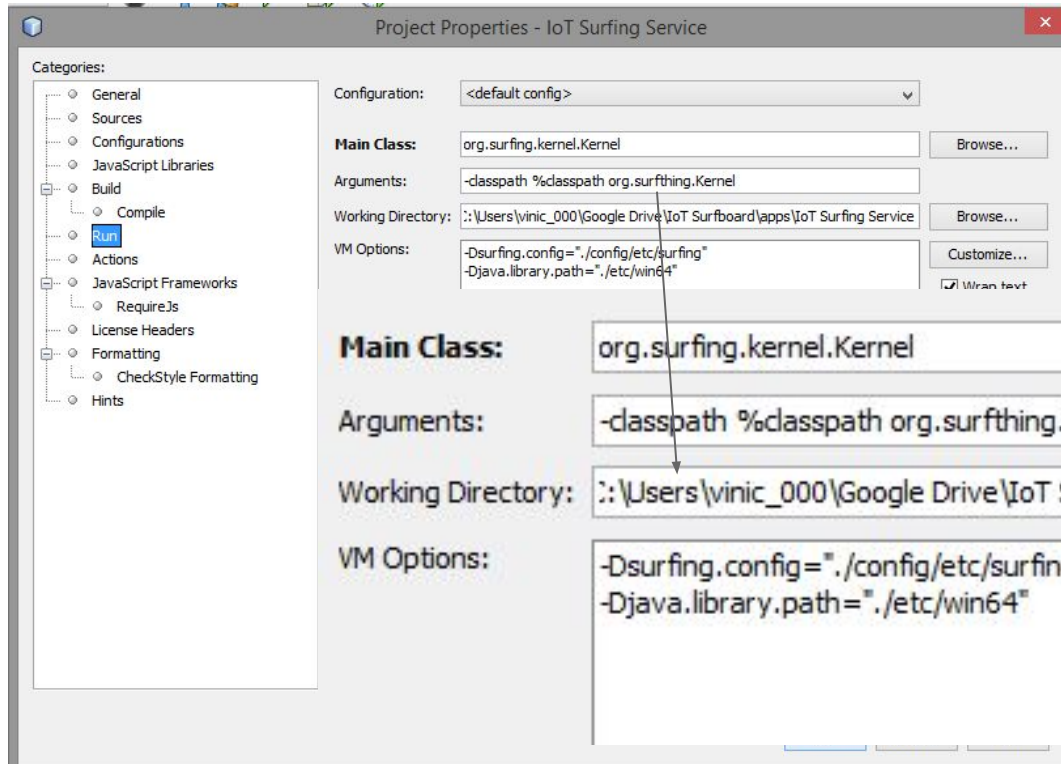 Project Properties - IoT Surfing Service
Categories:
General
Sources
Configurations
JavaScript Libraries
Build
Compile
Run
Actions
JavaScript Frameworks
RequireJs
License Headers
Formatting
CheckStyle Formatting
Hints
Configuration: <default config>
Main Class: org.surfing.kernel.Kernel Browse...
Arguments: -classpath %classpath org.surfthing.Kernel
Working Directory: :\Users\vinic_000\Google Drive\IoT Surfboard\apps\IoT Surfing Service Browse...
VM Options: -Dsurfing.config="./config/etc/surfing" Customize...
-Djava.library.path="./etc/win64"
Wrap text
Main Class: org.surfing.kernel.Kernel
Arguments: -classpath %classpath org.surfthing.
Working Directory: :\Users\vinic_000\Google Drive\IoT
VM Options: -Dsurfing.config="./config/etc/surfin
-Djava.library.path="./etc/win64"